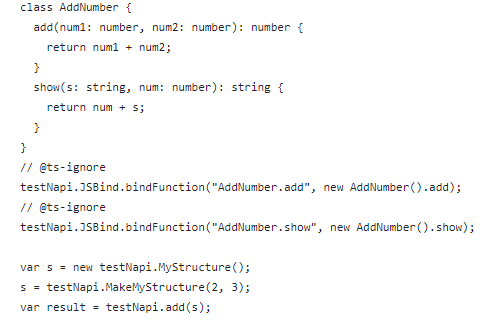 class AddNumber {
  add(num1: number, num2: number): number {
    return num1 + num2;
  }
  show(s: string, num: number): string {
    return num + s;
  }
}
// @ts-ignore
testNapi.JSBind.bindFunction("AddNumber.add", new AddNumber().add);
// @ts-ignore
testNapi.JSBind.bindFunction("AddNumber.show", new AddNumber().show);

var s = new testNapi.MyStructure();
s = testNapi.MakeMyStructure(2, 3);
var result = testNapi.add(s);